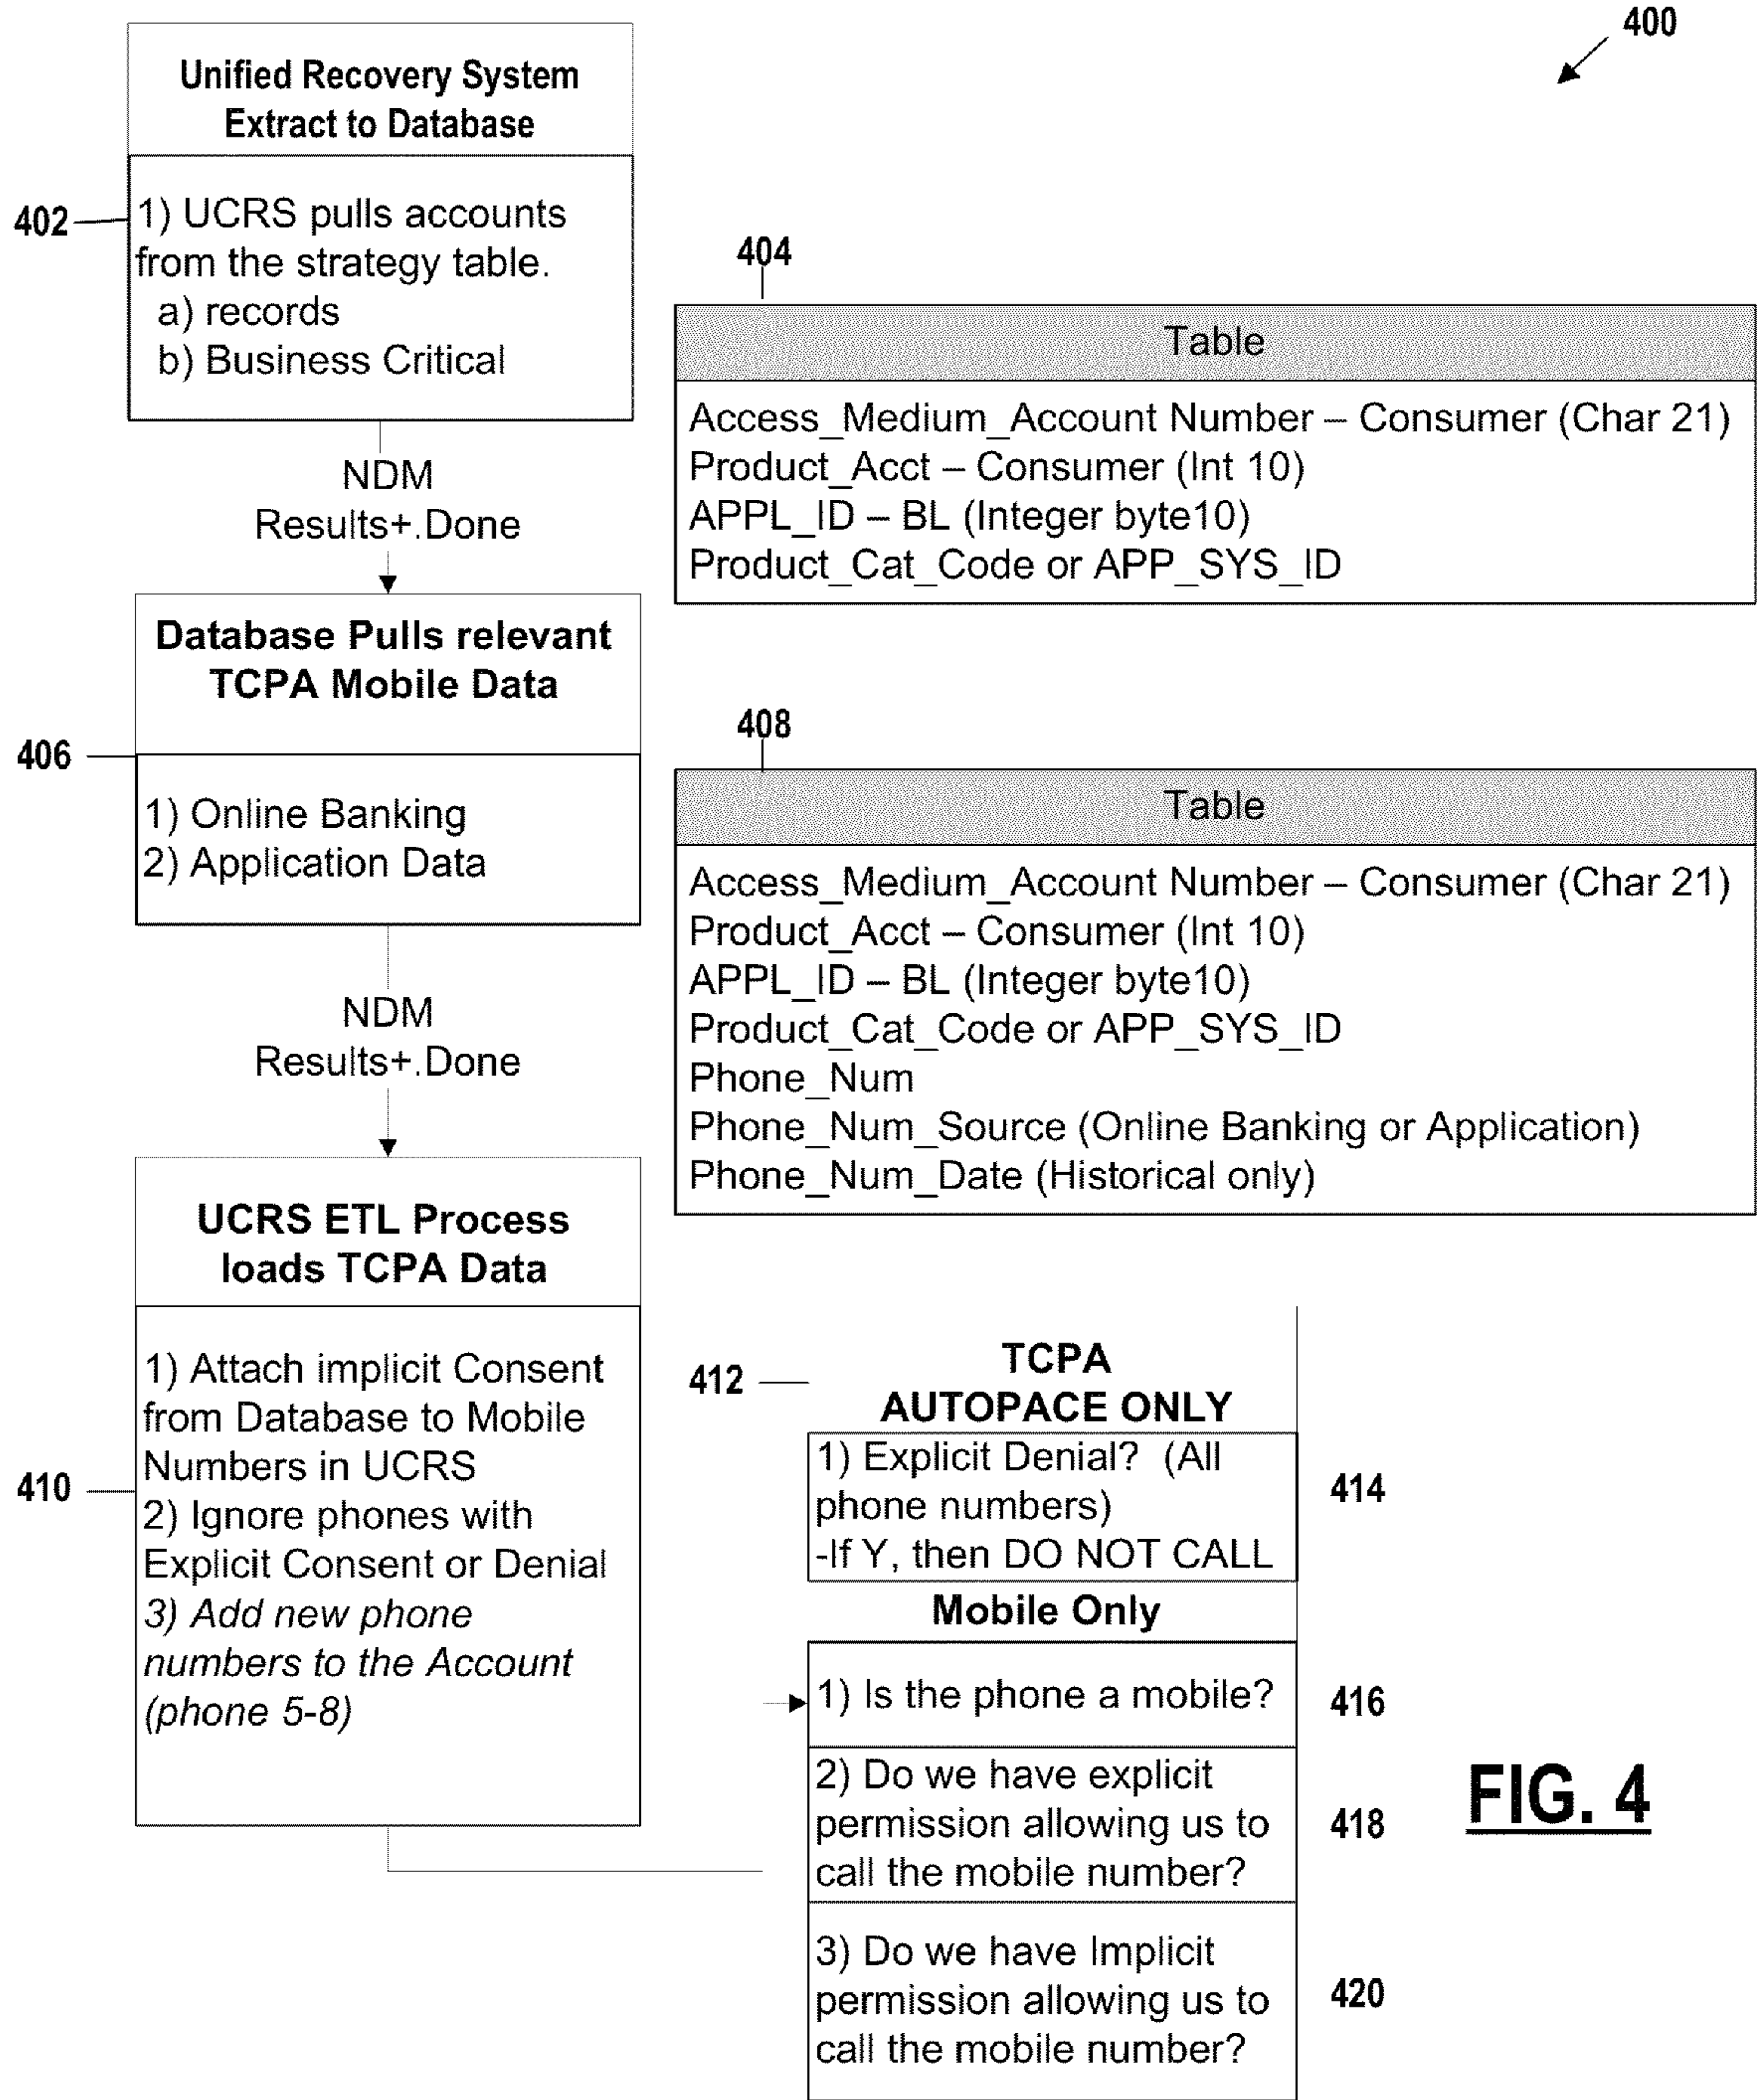 400
Unified Recovery System
Extract to Database
402
1) UCRS pulls accounts
from the strategy table.
a) records
b) Business Critical
NDM
Results+.Done
404
Table
Access_Medium_Account Number – Consumer (Char 21)
Product_Acct – Consumer (Int 10)
APPL_ID – BL (Integer byte10)
Product_Cat_Code or APP_SYS_ID
Database Pulls relevant
TCPA Mobile Data
406
1) Online Banking
2) Application Data
NDM
Results+.Done
408
Table
Access_Medium_Account Number – Consumer (Char 21)
Product_Acct – Consumer (Int 10)
APPL_ID – BL (Integer byte10)
Product_Cat_Code or APP_SYS_ID
Phone_Num
Phone_Num_Source (Online Banking or Application)
Phone_Num_Date (Historical only)
UCRS ETL Process
loads TCPA Data
410
1) Attach implicit Consent
from Database to Mobile
Numbers in UCRS
2) Ignore phones with
Explicit Consent or Denial
3) Add new phone
numbers to the Account
(phone 5-8)
412
TCPA
AUTOPACE ONLY
1) Explicit Denial? (All
phone numbers)
-If Y, then DO NOT CALL
414
Mobile Only
1) Is the phone a mobile?
416
2) Do we have explicit
permission allowing us to
call the mobile number?
418
3) Do we have Implicit
permission allowing us to
call the mobile number?
420
FIG. 4